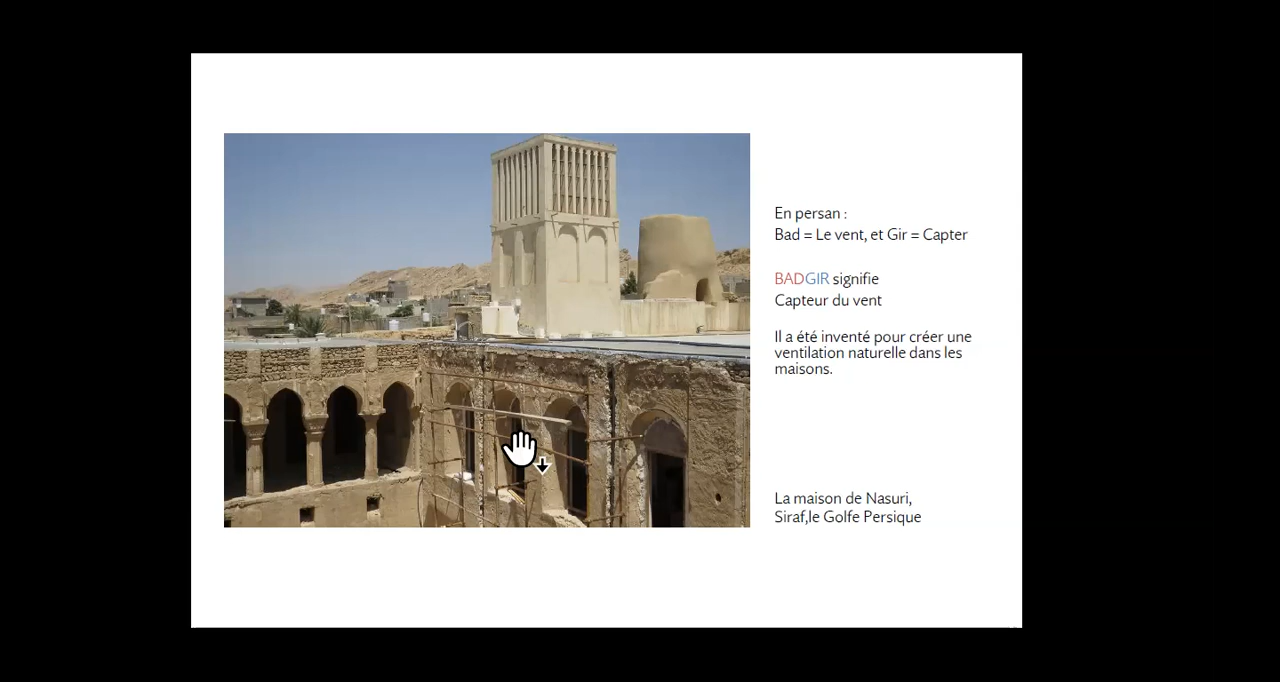 En persan :
Bad = Le vent, et Gir = Capter
BADGIR signifie
Capteur du vent
Il a été inventé pour créer une
ventilation naturelle dans les
maisons.
La maison de Nasuri,
Siraf,le Golfe Persique